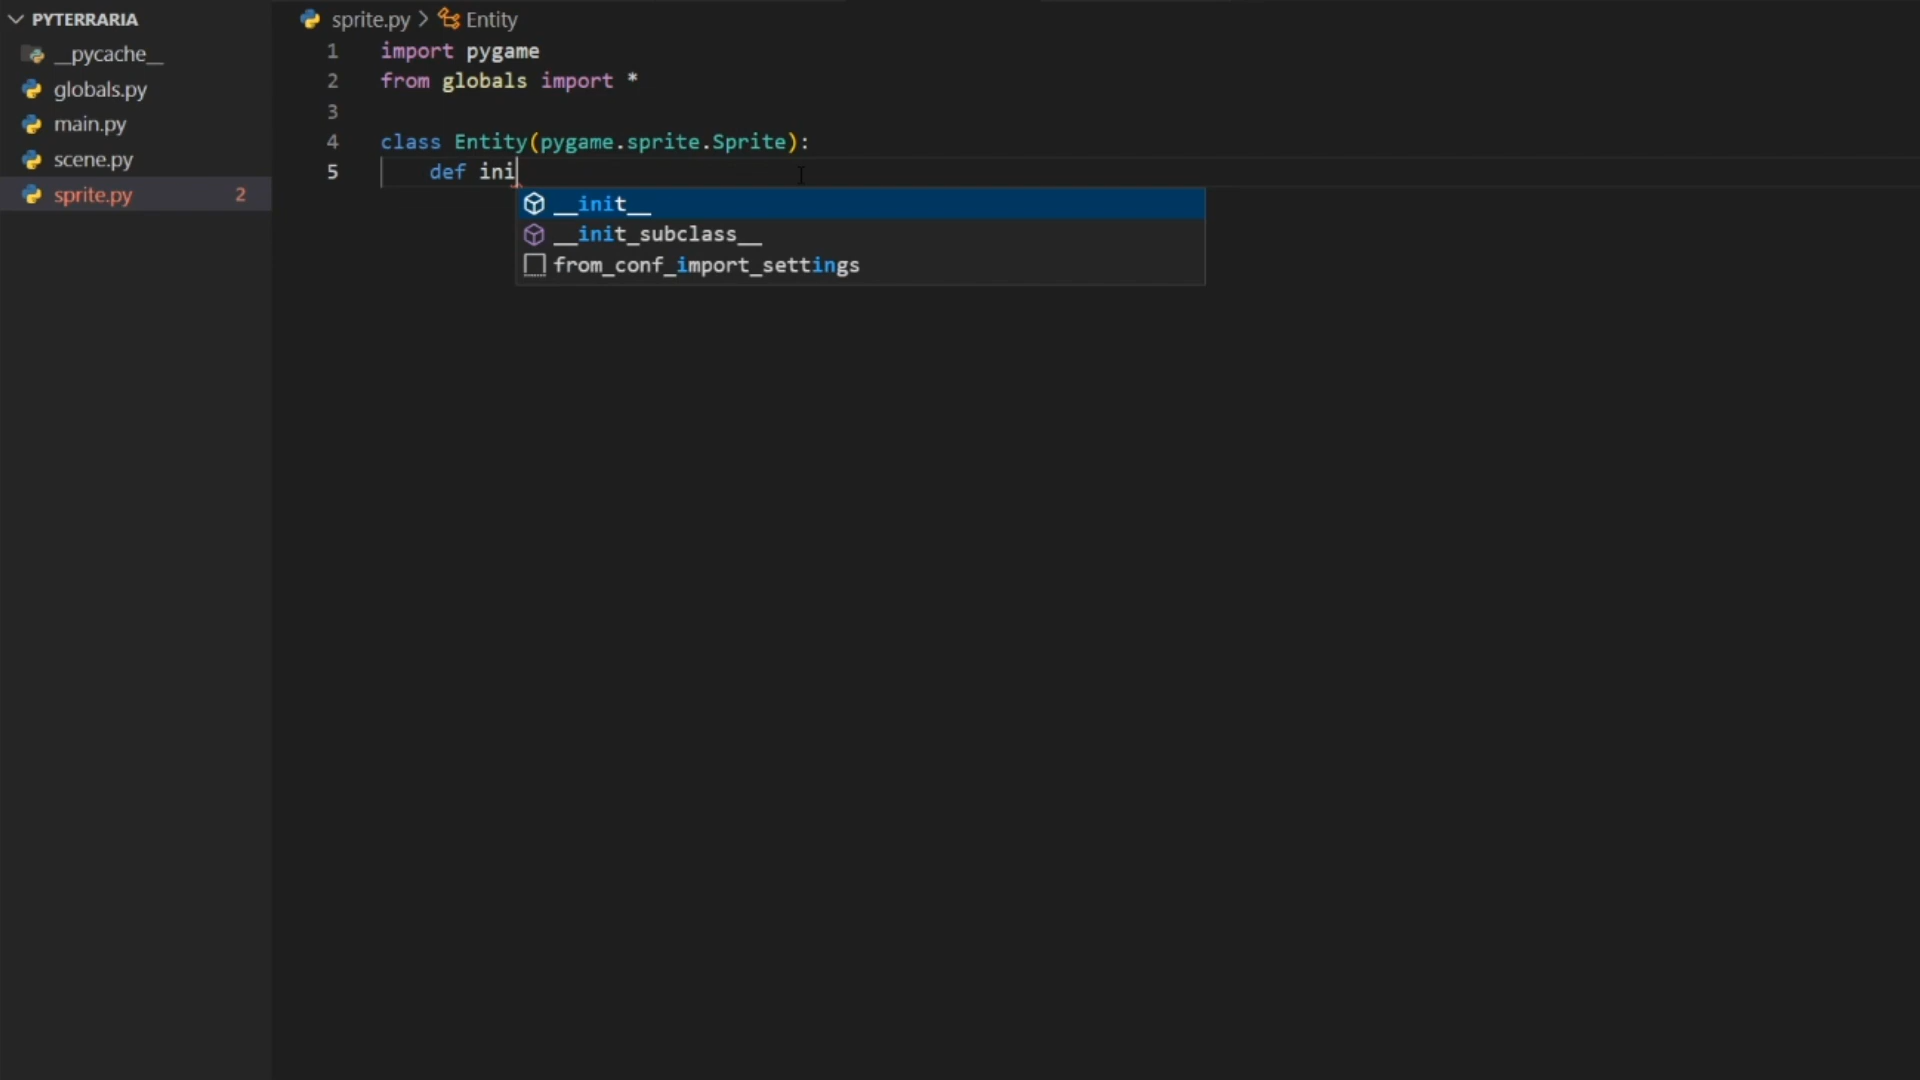 PYTERRARIA
__pycache__
globals.py
main.py
scene.py
sprite.py 2
sprite.py > Entity
1 import pygame
2 from globals import *
3
4 class Entity(pygame.sprite.Sprite):
5     def ini
__init__
__init_subclass__
from_conf_import_settings